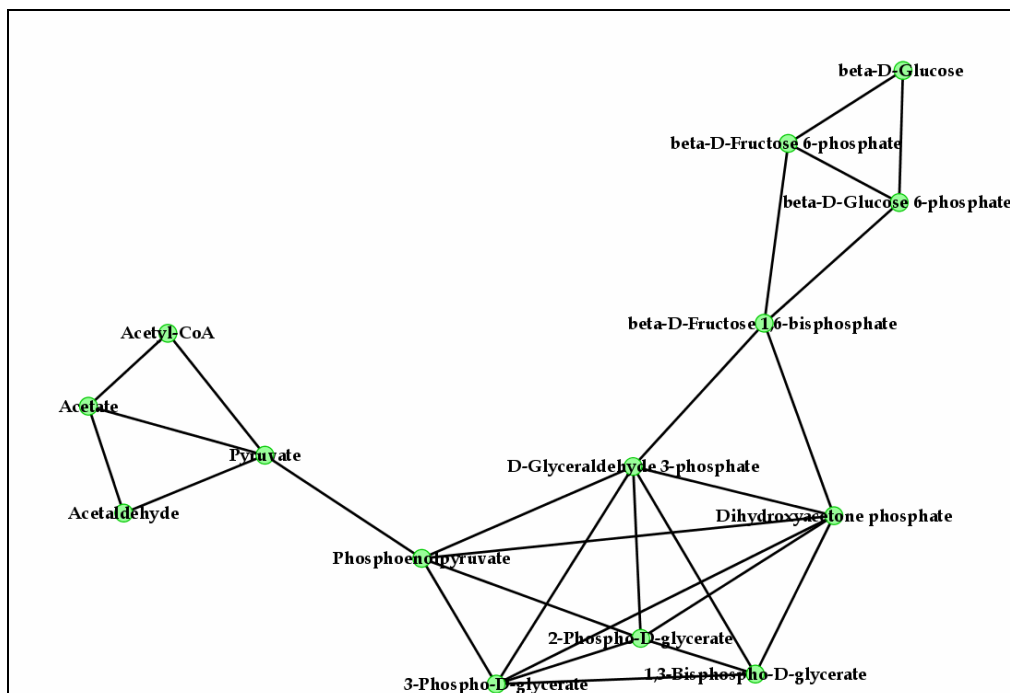 beta-D-Glucose
beta-D-Fructose 6-phosphate
beta-D-Glucose 6-phosphate
beta-D-Fructose 1,6-bisphosphate
Acetyl-CoA
Acetate
Pyruvate
D-Glyceraldehyde 3-phosphate
Acetaldehyde
Dihydroxyacetone phosphate
Phosphoenolpyruvate
2-Phospho-D-glycerate
1,3-Bisphospho-D-glycerate
3-Phospho-D-glycerate